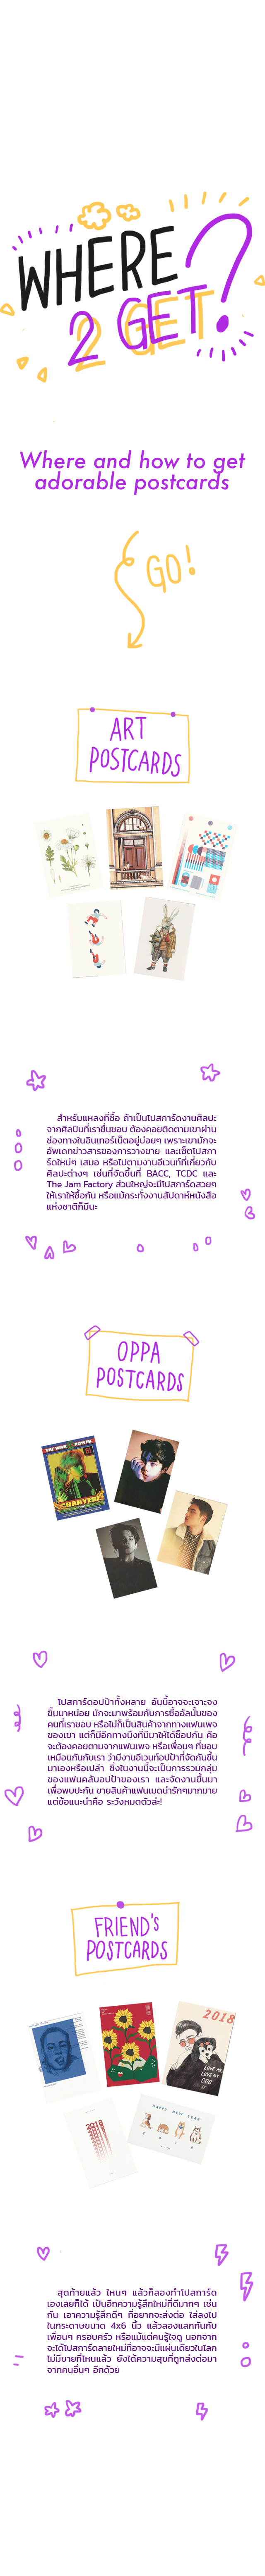 WHERE
2 GET?
Where and how to get
adorable postcards
GO!
ART
POSTCARDS
สำหรับแหล่งที่ซื้อ ถ้าเป็นโปสการ์ดงานศิลปะ
จากศิลปินที่เราชื่นชอบ ต้องคอยติดตามเขาผ่าน
ช่องทางในอินเทอร์เน็ตอยู่บ่อยๆ เพราะเขามักจะ
อัพเดทข่าวสารของการวางขาย และเซ็ตโปสกา
ร์ดใหม่ๆ เสมอ หรือไปตามงานอีเวนท์ที่เกี่ยวกับ
ศิลปะต่างๆ เช่นที่จัดขึ้นที่ BACC, TCDC และ
The Jam Factory ส่วนใหญ่จะมีโปสการ์ดสวยๆ
ให้เราให้ซื้อกัน หรือแม้กระทั่งงานสัปดาห์หนังสือ
แห่งชาติก็มีนะ
OPPA
POSTCARDS
CHANYEOL
โปสการ์ดอปป้าทั้งหลาย อันนี้อาจจะเจาะจง
ขึ้นมาหน่อย มักจะมาพร้อมกับการซื้ออัลบั้มของ
คนที่เราชอบ หรือไม่ก็เป็นสินค้าจากทางแฟนเพจ
ของเขา แต่ก็มีอีกทางนึงที่มีมาให้ได้ช็อปกัน คือ
จะต้องคอยตามจากแฟนเพจ หรือเพื่อนๆ ที่ชอบ
เหมือนกันกับเรา ว่ามีงานอีเวนท์อปป้าที่จัดกันขึ้น
มาเองหรือเปล่า ซึ่งในงานนี้จะเป็นการรวมกลุ่ม
ของแฟนคลับอปป้าของเรา และจัดงานขึ้นมา
เพื่อพบปะกัน ขายสินค้าแฟนเมดน่ารักๆมากมาย
แต่ข้อแนะนำคือ ระวังหมดตัวล่ะ!
FRIEND'S
POSTCARDS
2018
LOVE ME
LOVE MY
DOG
2018
HAPPY NEW YEAR
สุดท้ายแล้ว ไหนๆ แล้วก็ลองทำโปสการ์ด
เองเลยก็ได้ เป็นอีกความรู้สึกใหม่ที่ดีมากๆ เช่น
กัน เอาความรู้สึกดีๆ ที่อยากจะส่งต่อ ใส่ลงไป
ในกระดาษขนาด 4x6 นิ้ว แล้วลองแลกกันกับ
เพื่อนๆ ครอบครัว หรือแม้แต่คนรู้ใจดู นอกจาก
จะได้โปสการ์ดลายใหม่ที่อาจจะมีแผ่นเดียวในโลก
ไม่มีขายที่ไหนแล้ว ยังได้ความสุขที่ถูกส่งต่อมา
จากคนอื่นๆ อีกด้วย